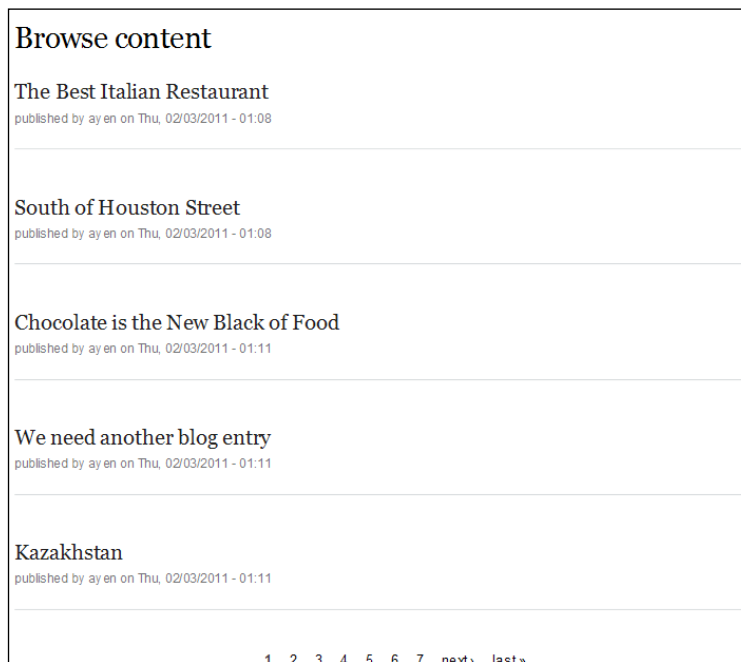 Browse content
The Best Italian Restaurant
published by ayen on Thu, 02/03/2011 - 01:08
South of Houston Street
published by ayen on Thu, 02/03/2011 - 01:08
Chocolate is the New Black of Food
published by ayen on Thu, 02/03/2011 - 01:11
We need another blog entry
published by ayen on Thu, 02/03/2011 - 01:11
Kazakhstan
published by ayen on Thu, 02/03/2011 - 01:11
1 2 3 4 5 6 7 next › last »